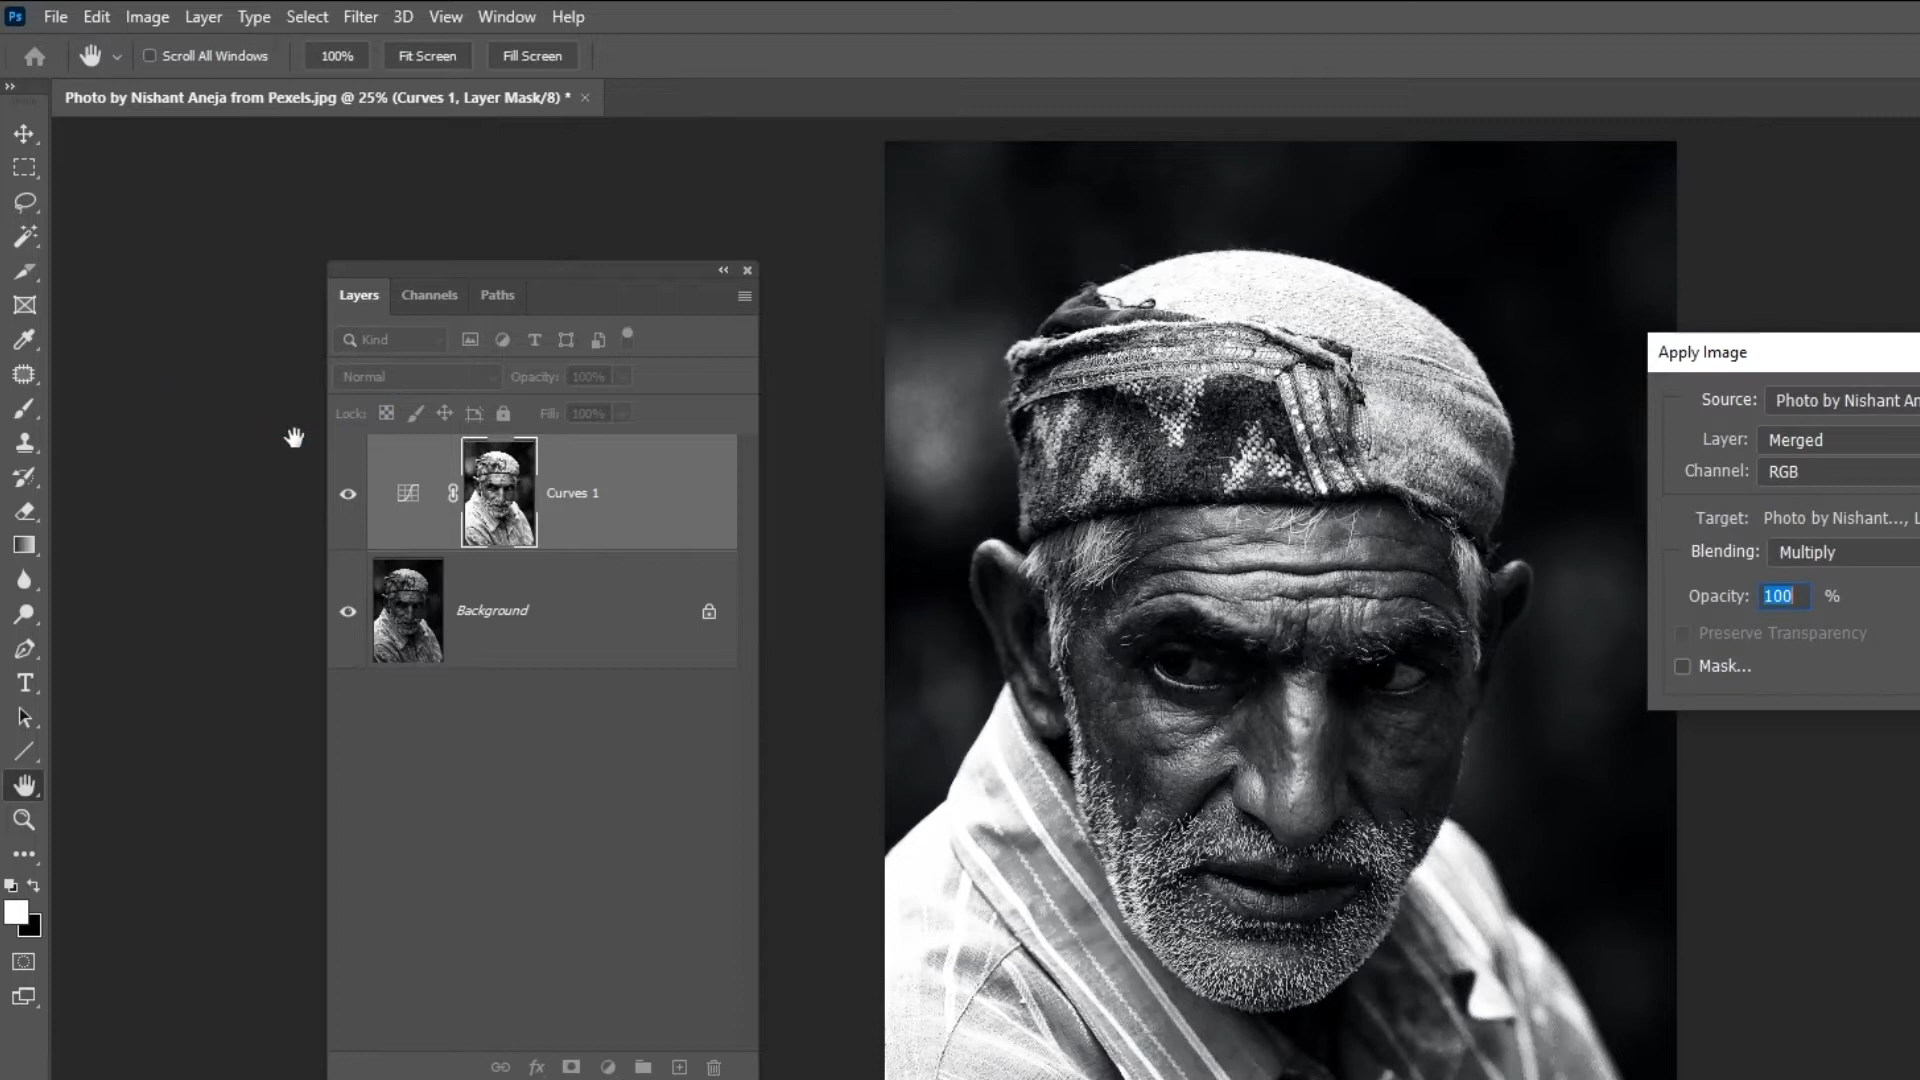 Ps File Edit Image Layer Type Select Filter 3D View Window Help
Scroll All Windows 100% Fit Screen Fill Screen
Photo by Nishant Aneja from Pexels.jpg @ 25% (Curves 1, Layer Mask/8) *
Layers Channels Paths
Kind
Normal Opacity: 100%
Lock: Fill: 100%
Curves 1
Background
fx
Apply Image
Source: Photo by Nishant An
Layer: Merged
Channel: RGB
Target: Photo by Nishant..., L
Blending: Multiply
Opacity: 100 %
Preserve Transparency
Mask...